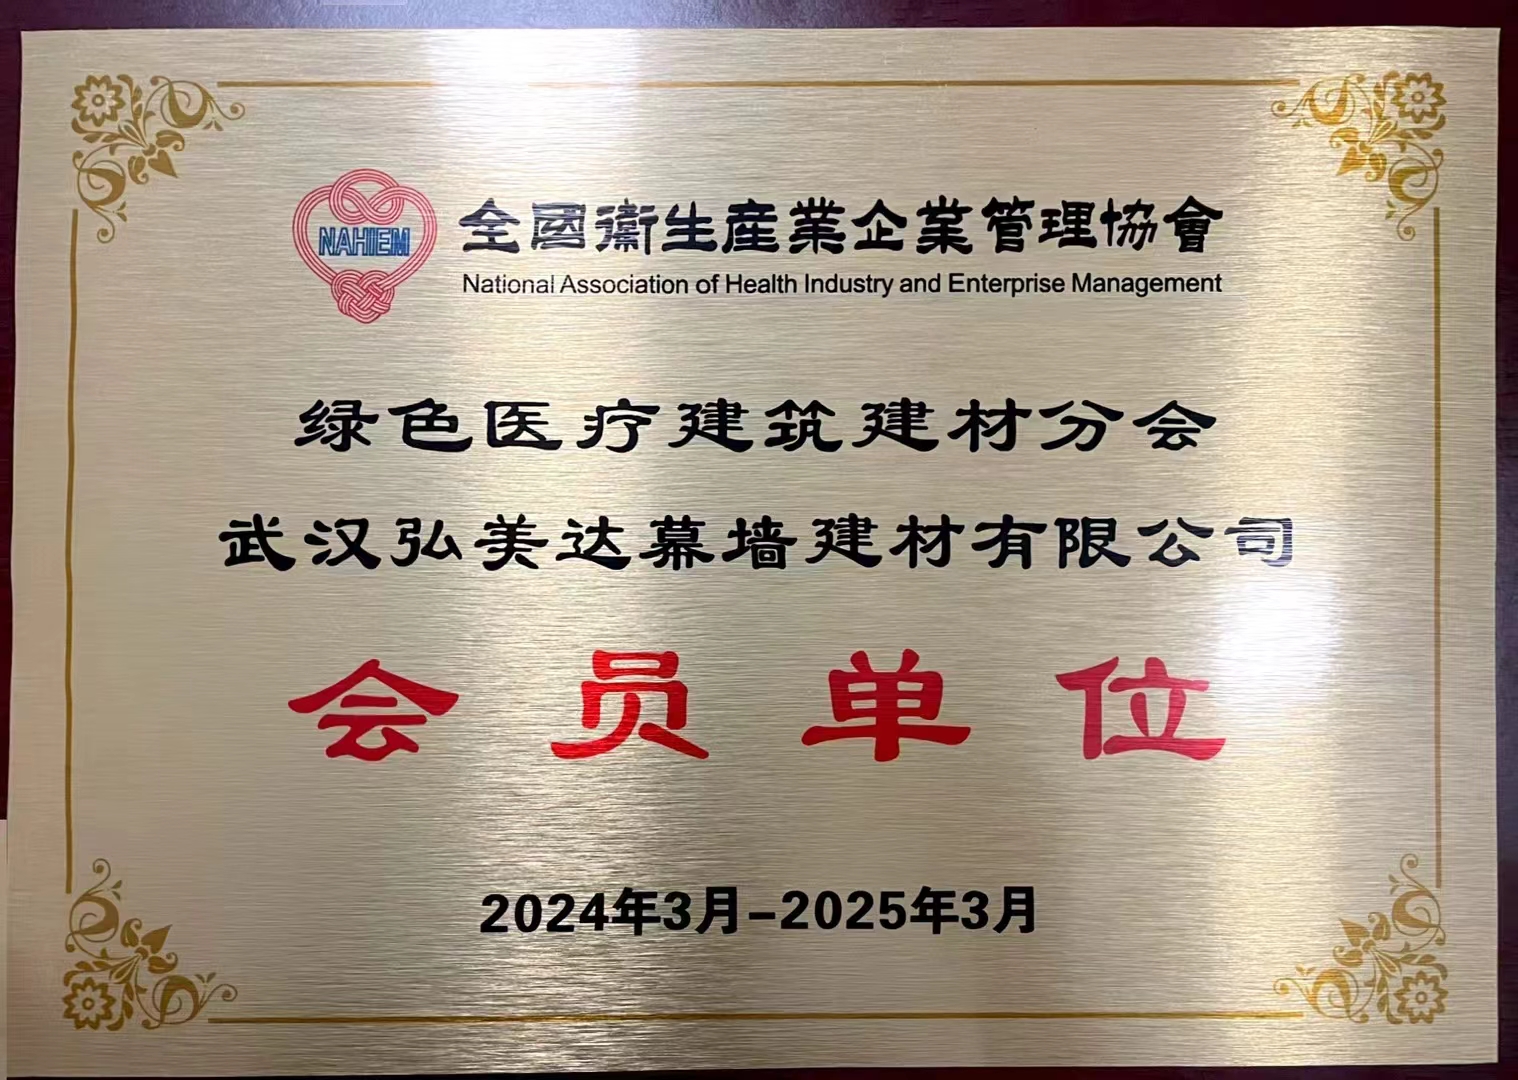 NAHIEM
全國衛生産業企業管理協會
National Association of Health Industry and Enterprise Management
绿色医疗建筑建材分会
武汉弘美达幕墙建材有限公司
会员单位
2024年3月-2025年3月